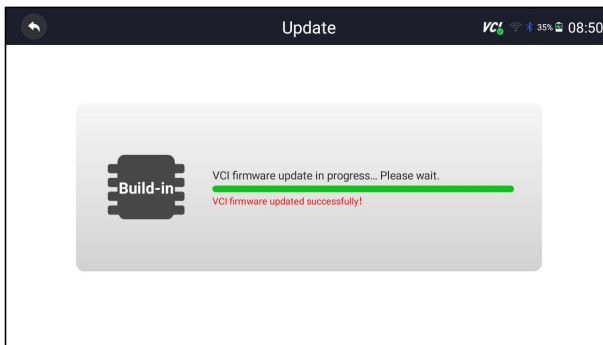 Update
VCI 35% 08:50
Build-in
VCI firmware update in progress... Please wait.
VCI firmware updated successfully!